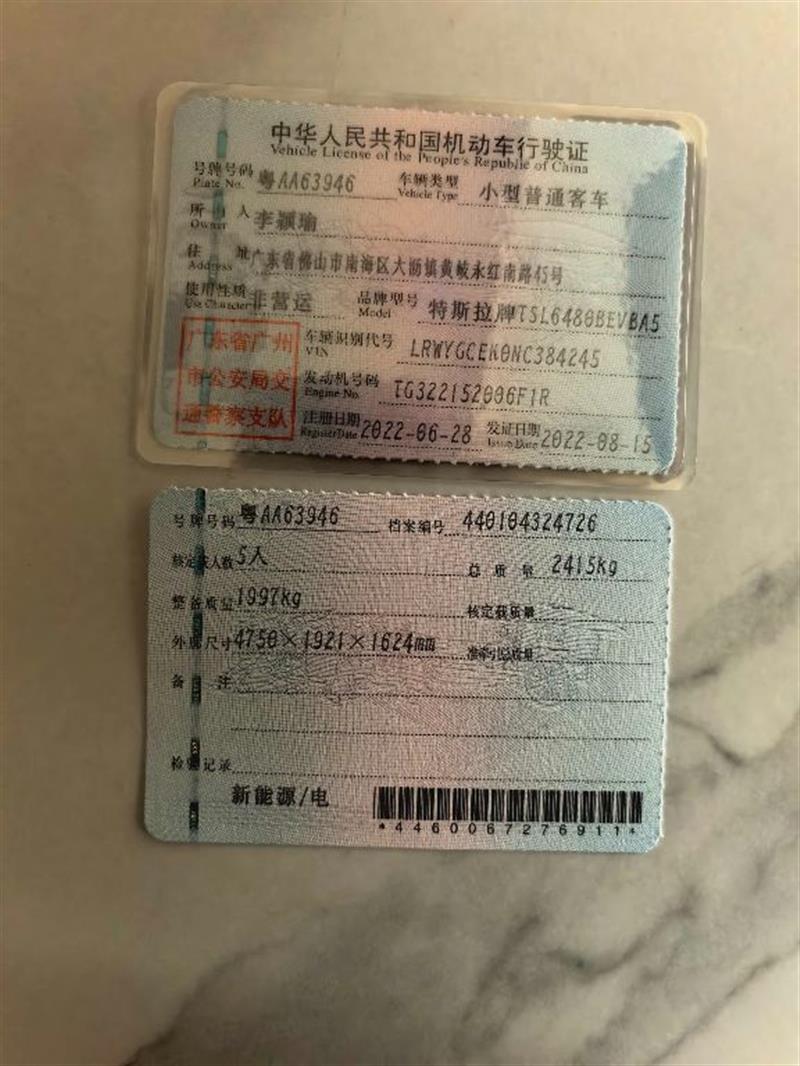 中华人民共和国机动车行驶证
Vehicle License of the People's Republic of China
号牌号码 粤AA63946 车辆类型 小型普通客车
Plate No. Vehicle Type
所 人 李颖瑜
Owner
住 址 广东省佛山市南海区大沥镇黄岐永红南路45号
Address
使用性质 非营运 品牌型号 特斯拉牌TSL6480BEVBA5
Use Character Model
广东省广州 车辆识别代号 LRWYGCEK0NC384245
VIN
市公安局交 发动机号码 TG322152006F1R
Engine No.
通警察支队 注册日期 2022-06-28 发证日期 2022-08-15
Register Date Issue Date
号牌号码 粤AA63946 档案编号 440104324726
核定载人数 5人 总质量 2415kg
整备质量 1997kg 核定载质量 --
外廓尺寸 4750×1921×1624mm 准牵引总质量 --
备 注
检验记录
新能源/电
*4460067276911*